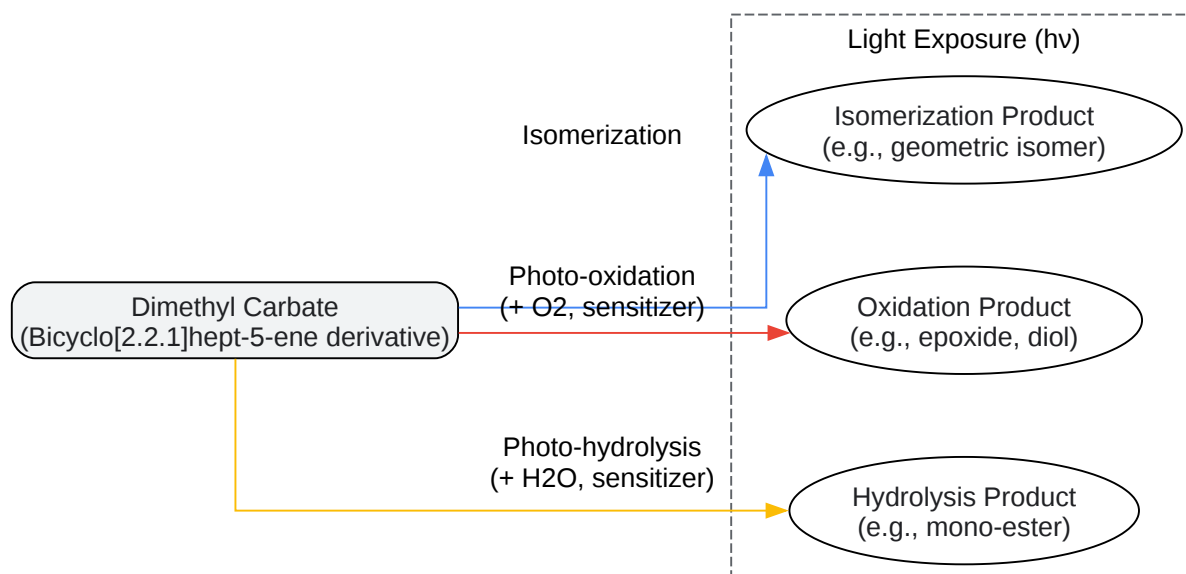 Light Exposure (hν)
Isomerization
Isomerization Product
(e.g., geometric isomer)
Photo-oxidation
(+ O2, sensitizer)
Dimethyl Carbate
(Bicyclo[2.2.1]hept-5-ene derivative)
Oxidation Product
(e.g., epoxide, diol)
Photo-hydrolysis
(+ H2O, sensitizer)
Hydrolysis Product
(e.g., mono-ester)